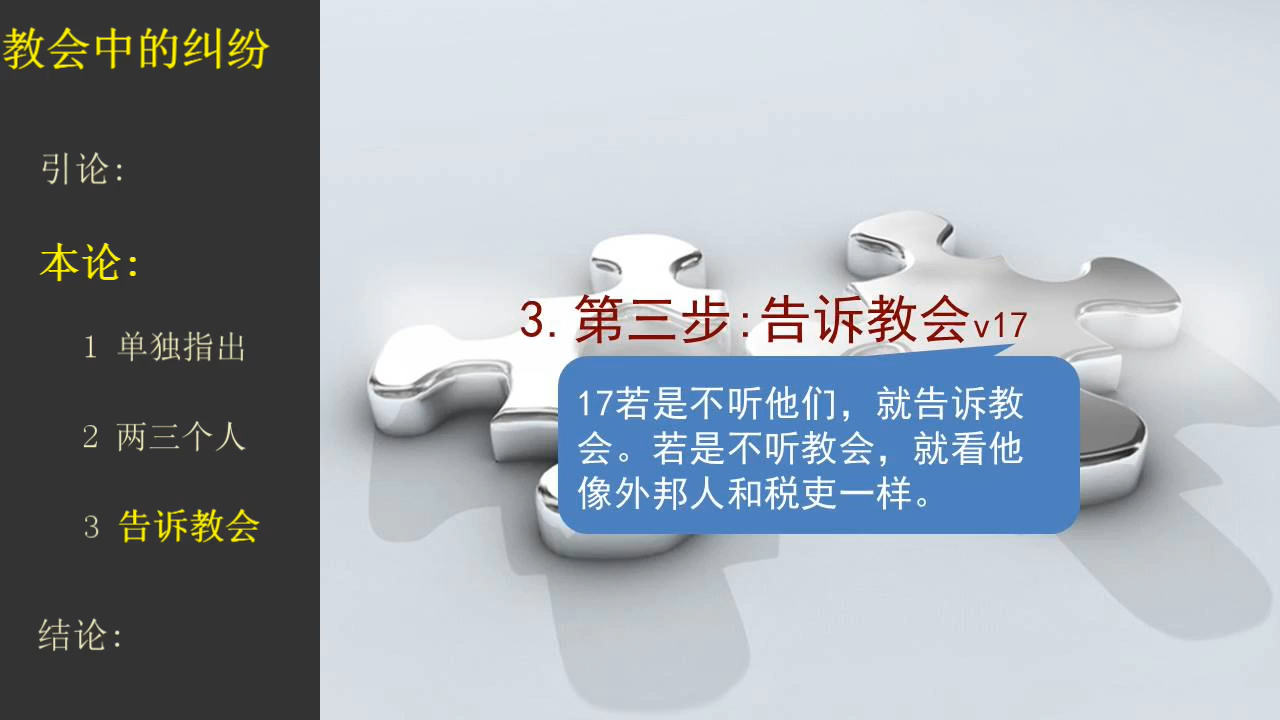 教会中的纠纷
引论:
本论:
1 单独指出
2 两三个人
3 告诉教会
结论:
3.第三步:告诉教会v17
17若是不听他们，就告诉教
会。若是不听教会，就看他
像外邦人和税吏一样。